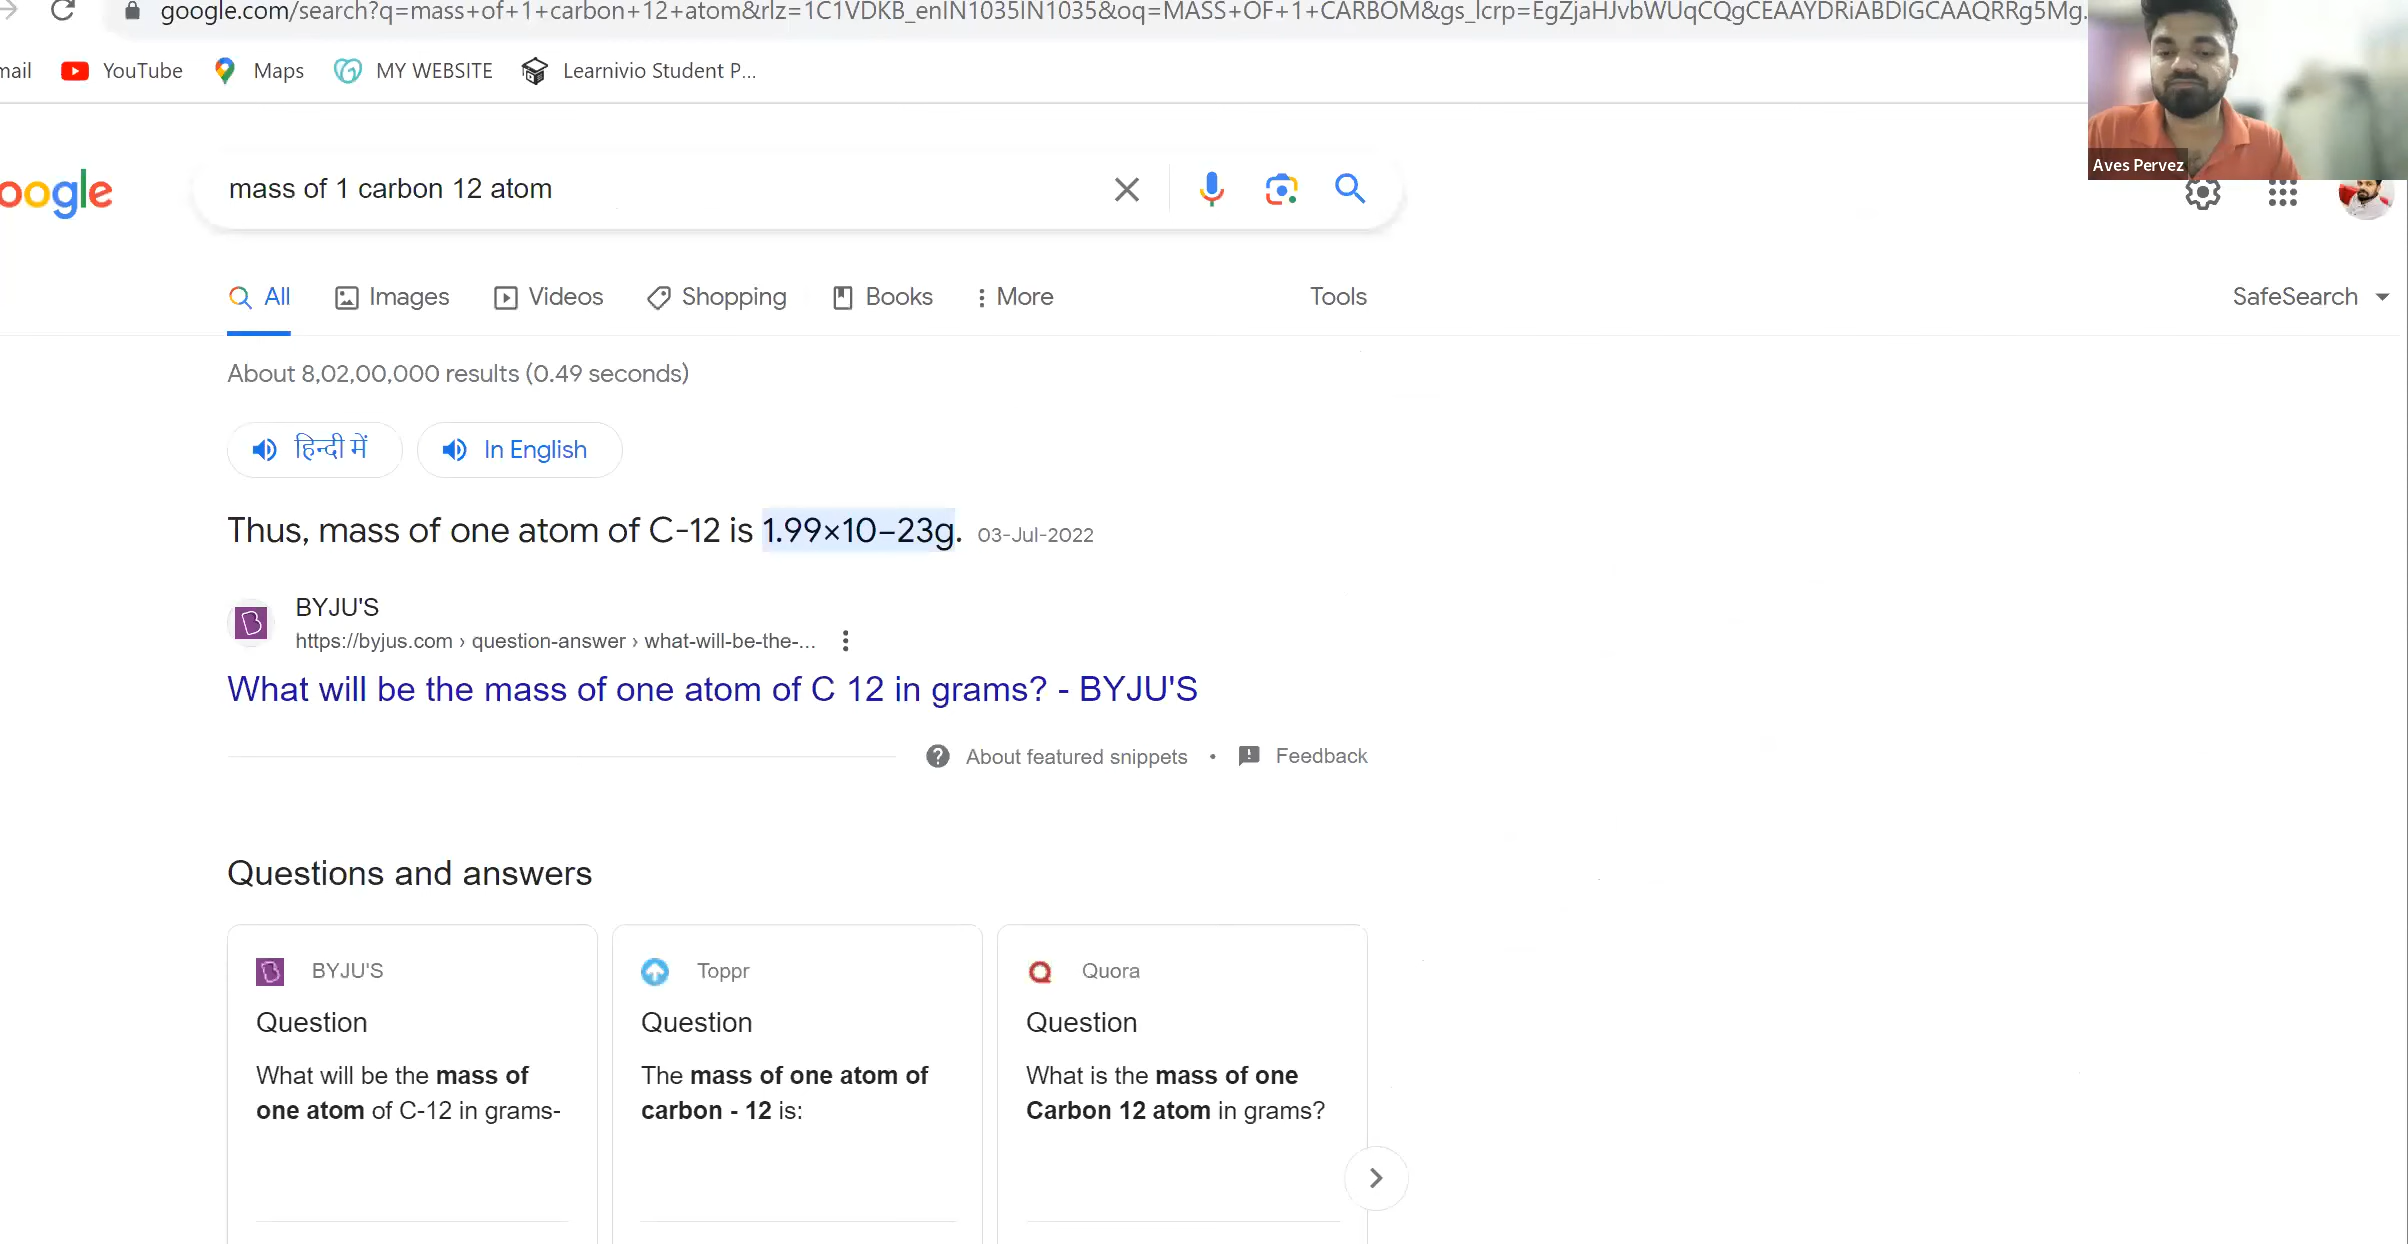 google.com/search?q=mass+of+1+carbon+12+atom&rlz=1C1VDKB_enIN1035IN1035&oq=MASS+OF+1+CARBOM&gs_lcrp=EgZjaHJvbWUqCQgCEAAYDRiABDIGCAAQRRg5Mg.
mail YouTube Maps MY WEBSITE Learnivio Student P...
Aves Pervez
oogle mass of 1 carbon 12 atom
All Images Videos Shopping Books More Tools SafeSearch
About 8,02,00,000 results (0.49 seconds)
हिन्दी में In English
Thus, mass of one atom of C-12 is 1.99×10−23g. 03-Jul-2022
BYJU'S
https://byjus.com › question-answer › what-will-be-the-...
What will be the mass of one atom of C 12 in grams? - BYJU'S
About featured snippets • Feedback
Questions and answers
BYJU'S
Question
What will be the mass of
one atom of C-12 in grams-
Toppr
Question
The mass of one atom of
carbon - 12 is:
Quora
Question
What is the mass of one
Carbon 12 atom in grams?